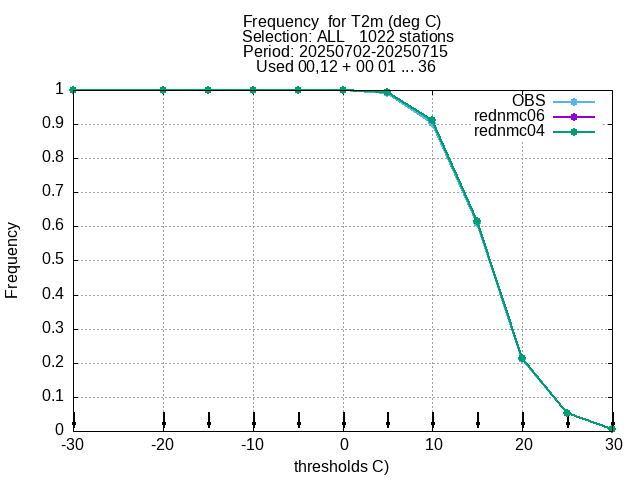 Frequency  for T2m (deg C)
Selection: ALL   1022 stations
Period: 20250702-20250715
Used 00,12 + 00 01 ... 36
OBS
rednmc06
rednmc04
1
0.9
0.8
0.7
0.6
0.5
0.4
0.3
0.2
0.1
0
Frequency
-30
-20
-10
0
10
20
30
thresholds C)